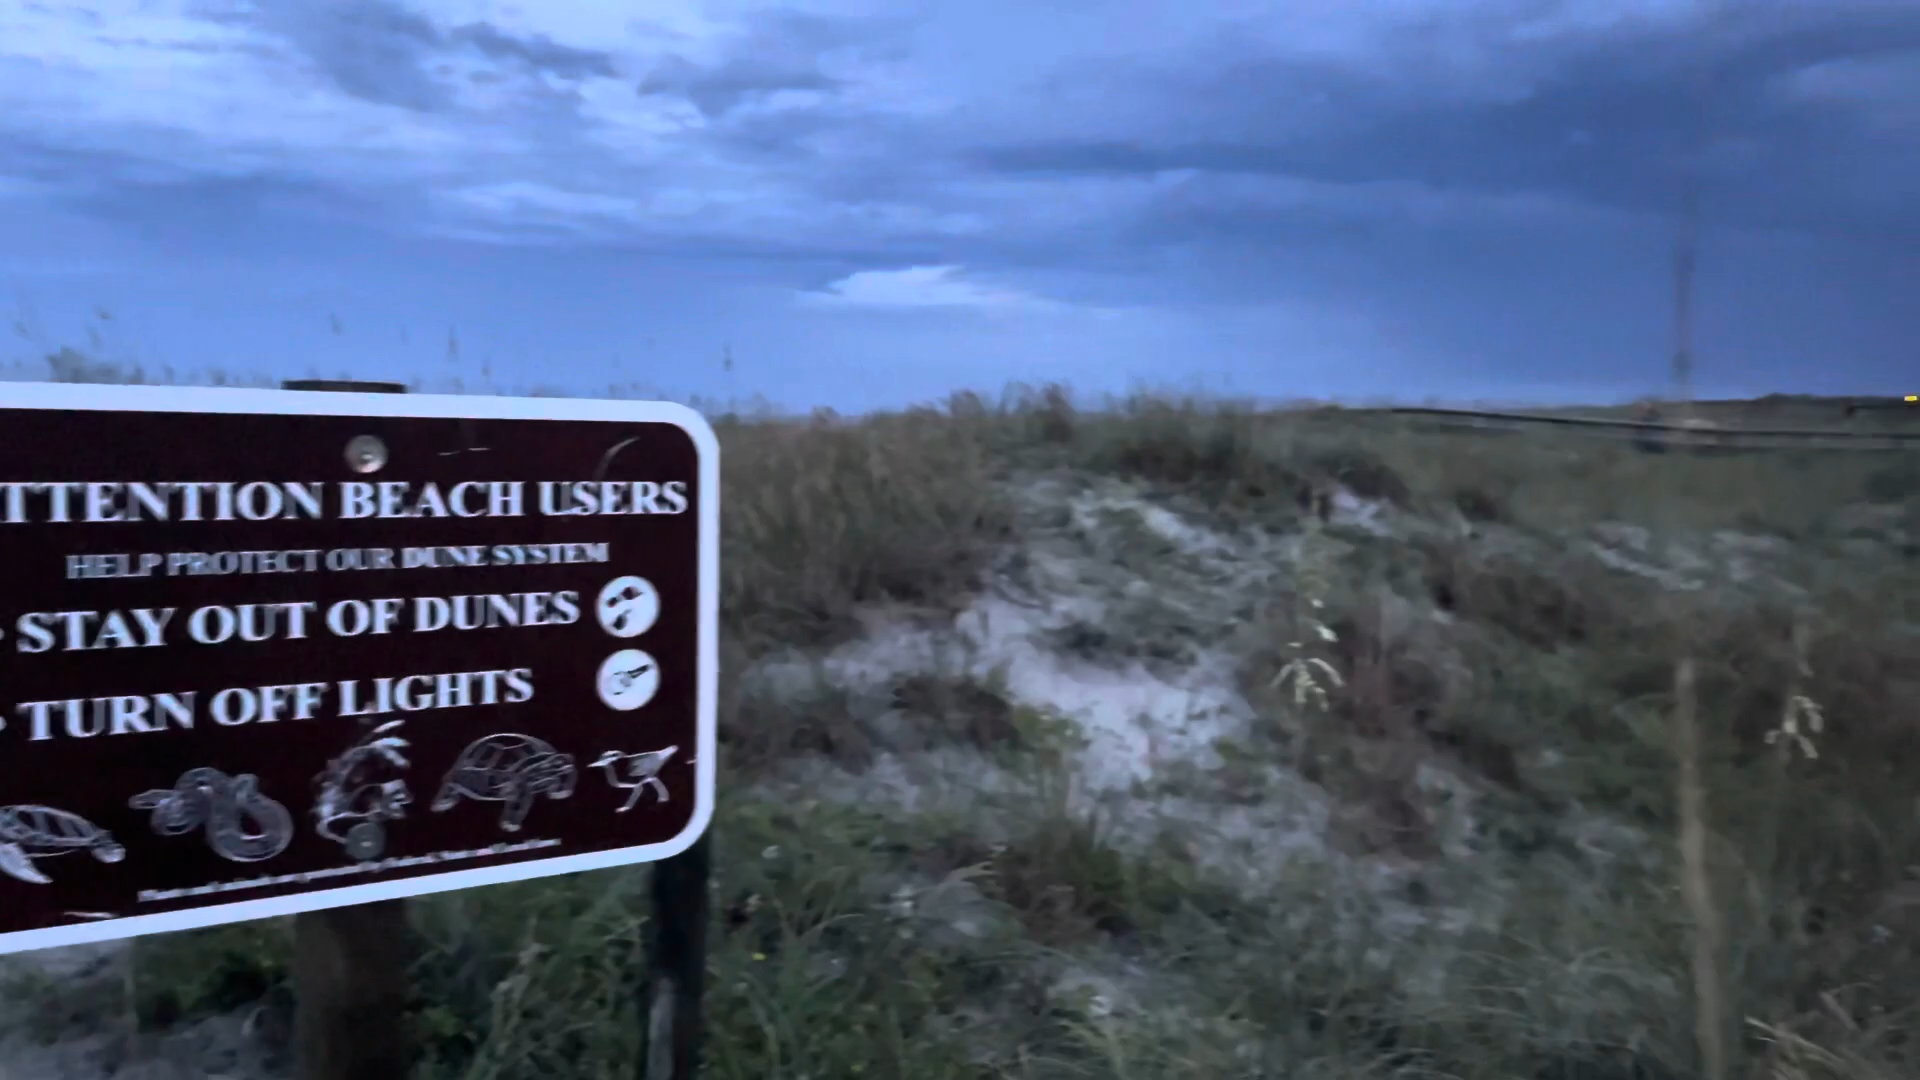 TTENTION BEACH USERS
HELP PROTECT OUR DUNE SYSTEM
STAY OUT OF DUNES
TURN OFF LIGHTS